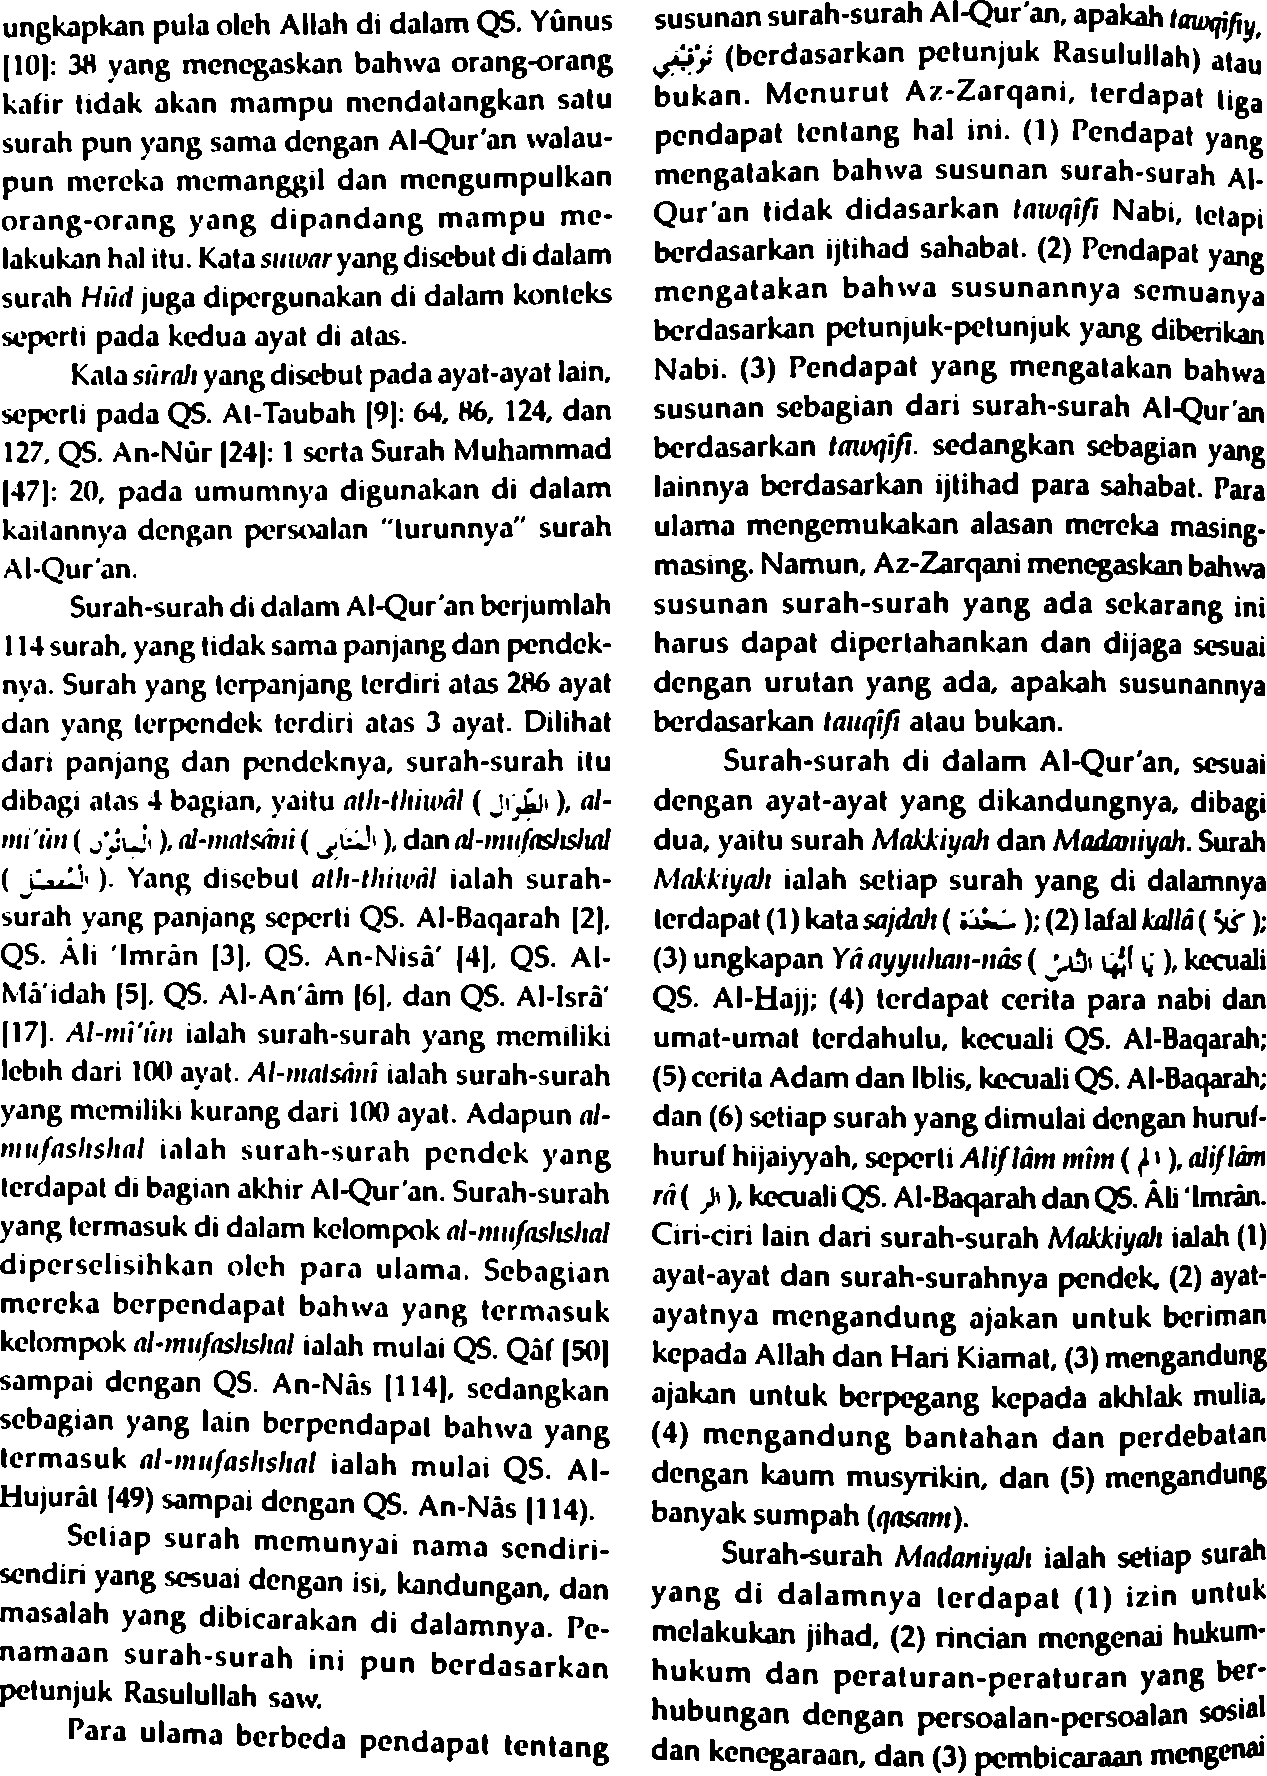 ungkapkan pula oleh Allah di dalam QS. Yûnus
[10]: 38 yang menegaskan bahwa orang-orang
kafir tidak akan mampu mendatangkan satu
surah pun yang sama dengan Al-Qur'an walau-
pun mereka memanggil dan mengumpulkan
orang-orang yang dipandang mampu me-
lakukan hal itu. Kata suwar yang disebut di dalam
surah Hûd juga dipergunakan di dalam konteks
seperti pada kedua ayat di atas.
Kata sûrah yang disebut pada ayat-ayat lain,
seperti pada QS. At-Taubah [9]: 64, 86, 124, dan
127, QS. An-Nûr [24]: 1 serta Surah Muhammad
[47]: 20, pada umumnya digunakan di dalam
kaitannya dengan persoalan "turunnya" surah
Al-Qur'an.
Surah-surah di dalam Al-Qur'an berjumlah
114 surah, yang tidak sama panjang dan pendek-
nya. Surah yang terpanjang terdiri atas 286 ayat
dan yang terpendek terdiri atas 3 ayat. Dilihat
dari panjang dan pendeknya, surah-surah itu
dibagi atas 4 bagian, yaitu ath-thiwâl ( الطِّوَال ), al-
mi'ûn ( الْمِائُوْن ), al-matsâni ( الْمَثَانِي ), dan al-mufashshal
( الْمُفَصَّل ). Yang disebut ath-thiwâl ialah surah-
surah yang panjang seperti QS. Al-Baqarah [2],
QS. Âli 'Imrân [3], QS. An-Nisâ' [4], QS. Al-
Mâ'idah [5], QS. Al-An'âm [6], dan QS. Al-Isrâ'
[17]. Al-mî'ûn ialah surah-surah yang memiliki
lebih dari 100 ayat. Al-matsânî ialah surah-surah
yang memiliki kurang dari 100 ayat. Adapun al-
mufashshal ialah surah-surah pendek yang
terdapat di bagian akhir Al-Qur'an. Surah-surah
yang termasuk di dalam kelompok al-mufashshal
diperselisihkan oleh para ulama. Sebagian
mereka berpendapat bahwa yang termasuk
kelompok al-mufashshal ialah mulai QS. Qâf [50]
sampai dengan QS. An-Nâs [114], sedangkan
sebagian yang lain berpendapat bahwa yang
termasuk al-mufashshal ialah mulai QS. Al-
Hujurât [49) sampai dengan QS. An-Nâs [114).
Setiap surah memunyai nama sendiri-
sendiri yang sesuai dengan isi, kandungan, dan
masalah yang dibicarakan di dalamnya. Pe-
namaan surah-surah ini pun berdasarkan
petunjuk Rasulullah saw.
Para ulama berbeda pendapat tentang
susunan surah-surah Al-Qur'an, apakah tawqifiy,
تَوْقِيْفِي (berdasarkan petunjuk Rasulullah) atau
bukan. Menurut Az-Zarqani, terdapat tiga
pendapat tentang hal ini. (1) Pendapat yang
mengatakan bahwa susunan surah-surah Al-
Qur'an tidak didasarkan tawqîfi Nabi, tetapi
berdasarkan ijtihad sahabat. (2) Pendapat yang
mengatakan bahwa susunannya semuanya
berdasarkan petunjuk-petunjuk yang diberikan
Nabi. (3) Pendapat yang mengatakan bahwa
susunan sebagian dari surah-surah Al-Qur'an
berdasarkan tawqîfi. sedangkan sebagian yang
lainnya berdasarkan ijtihad para sahabat. Para
ulama mengemukakan alasan mereka masing-
masing. Namun, Az-Zarqani menegaskan bahwa
susunan surah-surah yang ada sekarang ini
harus dapat dipertahankan dan dijaga sesuai
dengan urutan yang ada, apakah susunannya
berdasarkan tauqîfi atau bukan.
Surah-surah di dalam Al-Qur'an, sesuai
dengan ayat-ayat yang dikandungnya, dibagi
dua, yaitu surah Makkiyah dan Madaniyah. Surah
Makkiyah ialah setiap surah yang di dalamnya
terdapat (1) kata sajdah ( سَجْدَة ); (2) lafal kallâ ( كَلاَّ );
(3) ungkapan Yâ ayyuhan-nâs ( يَا أَيُّهَا النَّاسُ ), kecuali
QS. Al-Hajj; (4) terdapat cerita para nabi dan
umat-umat terdahulu, kecuali QS. Al-Baqarah;
(5) cerita Adam dan Iblis, kecuali QS. Al-Baqarah;
dan (6) setiap surah yang dimulai dengan huruf-
huruf hijaiyyah, seperti Alif lâm mîm ( الم ), alif lâm
râ ( الر ), kecuali QS. Al-Baqarah dan QS. Âli 'Imrân.
Ciri-ciri lain dari surah-surah Makkiyah ialah (1)
ayat-ayat dan surah-surahnya pendek, (2) ayat-
ayatnya mengandung ajakan untuk beriman
kepada Allah dan Hari Kiamat, (3) mengandung
ajakan untuk berpegang kepada akhlak mulia,
(4) mengandung bantahan dan perdebatan
dengan kaum musyrikin, dan (5) mengandung
banyak sumpah (qasam).
Surah-surah Madaniyah ialah setiap surah
yang di dalamnya terdapat (1) izin untuk
melakukan jihad, (2) rincian mengenai hukum-
hukum dan peraturan-peraturan yang ber-
hubungan dengan persoalan-persoalan sosial
dan kenegaraan, dan (3) pembicaraan mengenai